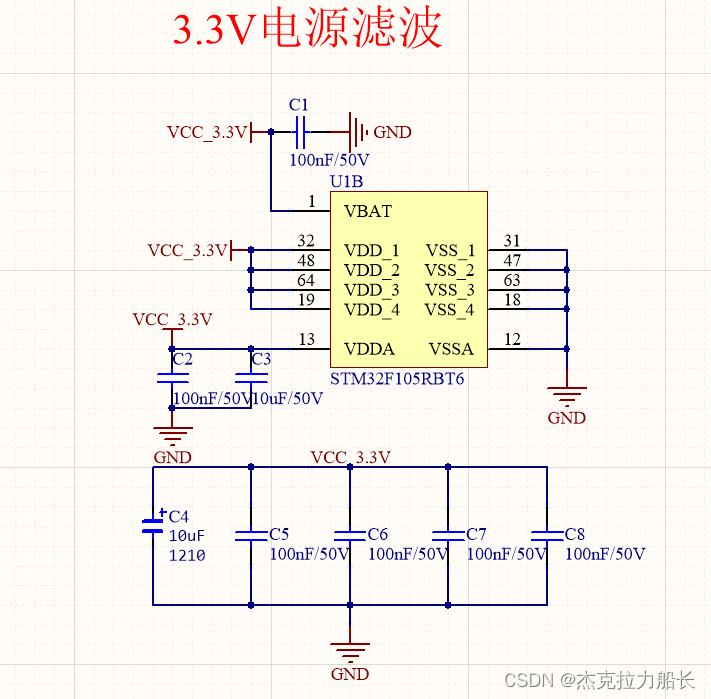 3.3V电源滤波
C1
VCC_3.3V
GND
100nF/50V
U1B
1
VBAT
VCC_3.3V
32
VDD_1
VSS_1
31
48
VDD_2
VSS_2
47
64
VDD_3
VSS_3
63
19
VDD_4
VSS_4
18
VCC_3.3V
13
VDDA
VSSA
12
C2
C3
STM32F105RBT6
100nF/50V
10uF/50V
GND
GND
VCC_3.3V
C4
10uF
1210
C5
100nF/50V
C6
100nF/50V
C7
100nF/50V
C8
100nF/50V
GND
CSDN @杰克拉力船长